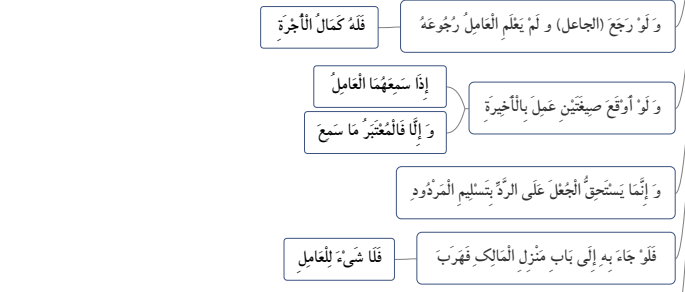 وَ لَوْ رَجَعَ (الجاعل) و لَمْ يَعْلَمِ الْعَامِلُ رُجُوعَهُ
فَلَهُ كَمَالُ الْأُجْرَةِ
وَ لَوْ أَوْقَعَ صِيغَتَيْنِ عَمِلَ بِالْأَخِيرَةِ
إِذَا سَمِعَهُمَا الْعَامِلُ
وَ إِلَّا فَالْمُعْتَبَرُ مَا سَمِعَ
وَ إِنَّمَا يَسْتَحِقُّ الْجُعْلَ عَلَى الرَّدِّ بِتَسْلِيمِ الْمَرْدُودِ
فَلَوْ جَاءَ بِهِ إِلَى بَابِ مَنْزِلِ الْمَالِكِ فَهَرَبَ
فَلَا شَیْءَ لِلْعَامِلِ